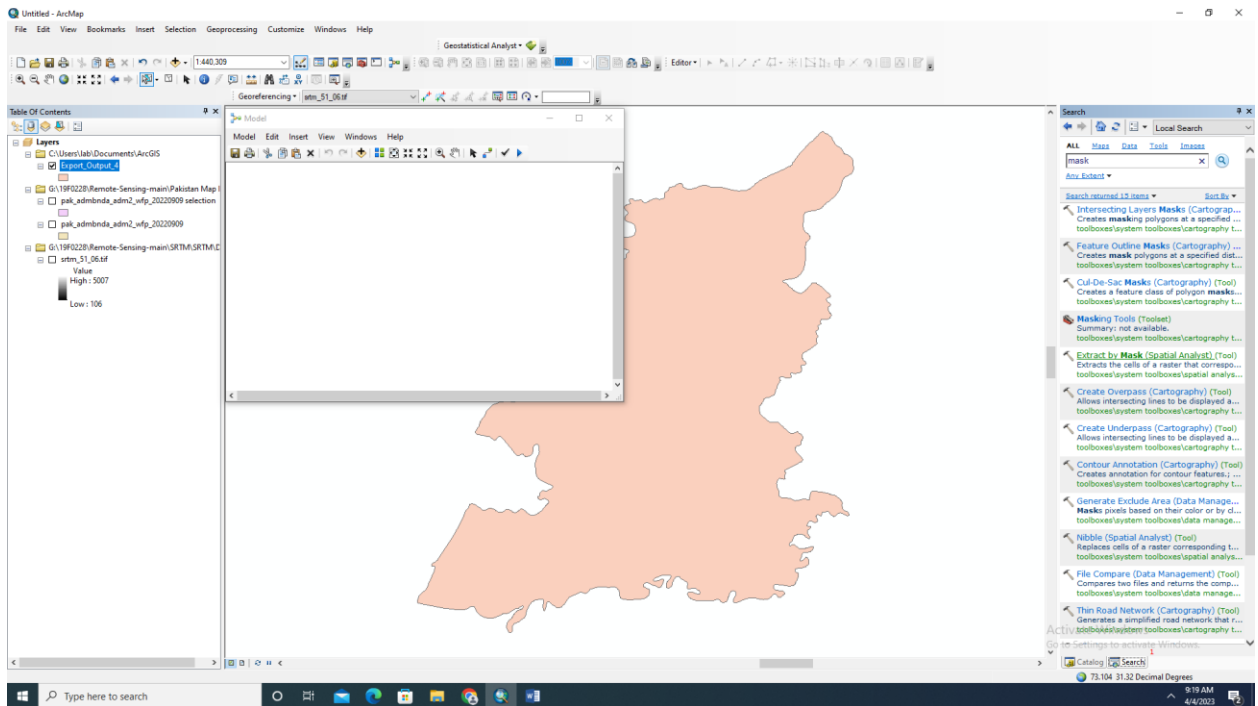 Untitled - ArcMap
File Edit View Bookmarks Insert Selection Geoprocessing Customize Windows Help
Geostatistical Analyst
1:440,309
Editor
Georeferencing srtm_51_06.tif
Table Of Contents
Layers
C:\Users\lab\Documents\ArcGIS
Export_Output_4
G:\19F0228\Remote-Sensing-main\Pakistan Map I
pak_admbnda_adm2_wfp_20220909 selection
pak_admbnda_adm2_wfp_20220909
G:\19F0228\Remote-Sensing-main\SRTM\SRTM\D
srtm_51_06.tif
Value
High : 5007
Low : 106
Model
Model Edit Insert View Windows Help
Search
Local Search
ALL Maps Data Tools Images
mask
Any Extent
Search returned 15 items Sort By
Intersecting Layers Masks (Cartograp...
Creates masking polygons at a specified ...
toolboxes\system toolboxes\cartography t...
Feature Outline Masks (Cartography) ...
Creates mask polygons at a specified dist...
toolboxes\system toolboxes\cartography t...
Cul-De-Sac Masks (Cartography) (Tool)
Creates a feature class of polygon masks...
toolboxes\system toolboxes\cartography t...
Masking Tools (Toolset)
Summary: not available.
toolboxes\system toolboxes\cartography t...
Extract by Mask (Spatial Analyst) (Tool)
Extracts the cells of a raster that correspo...
toolboxes\system toolboxes\spatial analys...
Create Overpass (Cartography) (Tool)
Allows intersecting lines to be displayed a...
toolboxes\system toolboxes\cartography t...
Create Underpass (Cartography) (Tool)
Allows intersecting lines to be displayed a...
toolboxes\system toolboxes\cartography t...
Contour Annotation (Cartography) (Tool)
Creates annotation for contour features.; ...
toolboxes\system toolboxes\cartography t...
Generate Exclude Area (Data Manage...
Masks pixels based on their color or by cl...
toolboxes\system toolboxes\data manage...
Nibble (Spatial Analyst) (Tool)
Replaces cells of a raster corresponding t...
toolboxes\system toolboxes\spatial analys...
File Compare (Data Management) (Tool)
Compares two files and returns the comp...
toolboxes\system toolboxes\data manage...
Thin Road Network (Cartography) (Tool)
Generates a simplified road network that r...
toolboxes\system toolboxes\cartography t...
Activate Windows
Go to Settings to activate Windows.
1
Catalog Search
73.104 31.32 Decimal Degrees
Type here to search
9:19 AM
4/4/2023
2